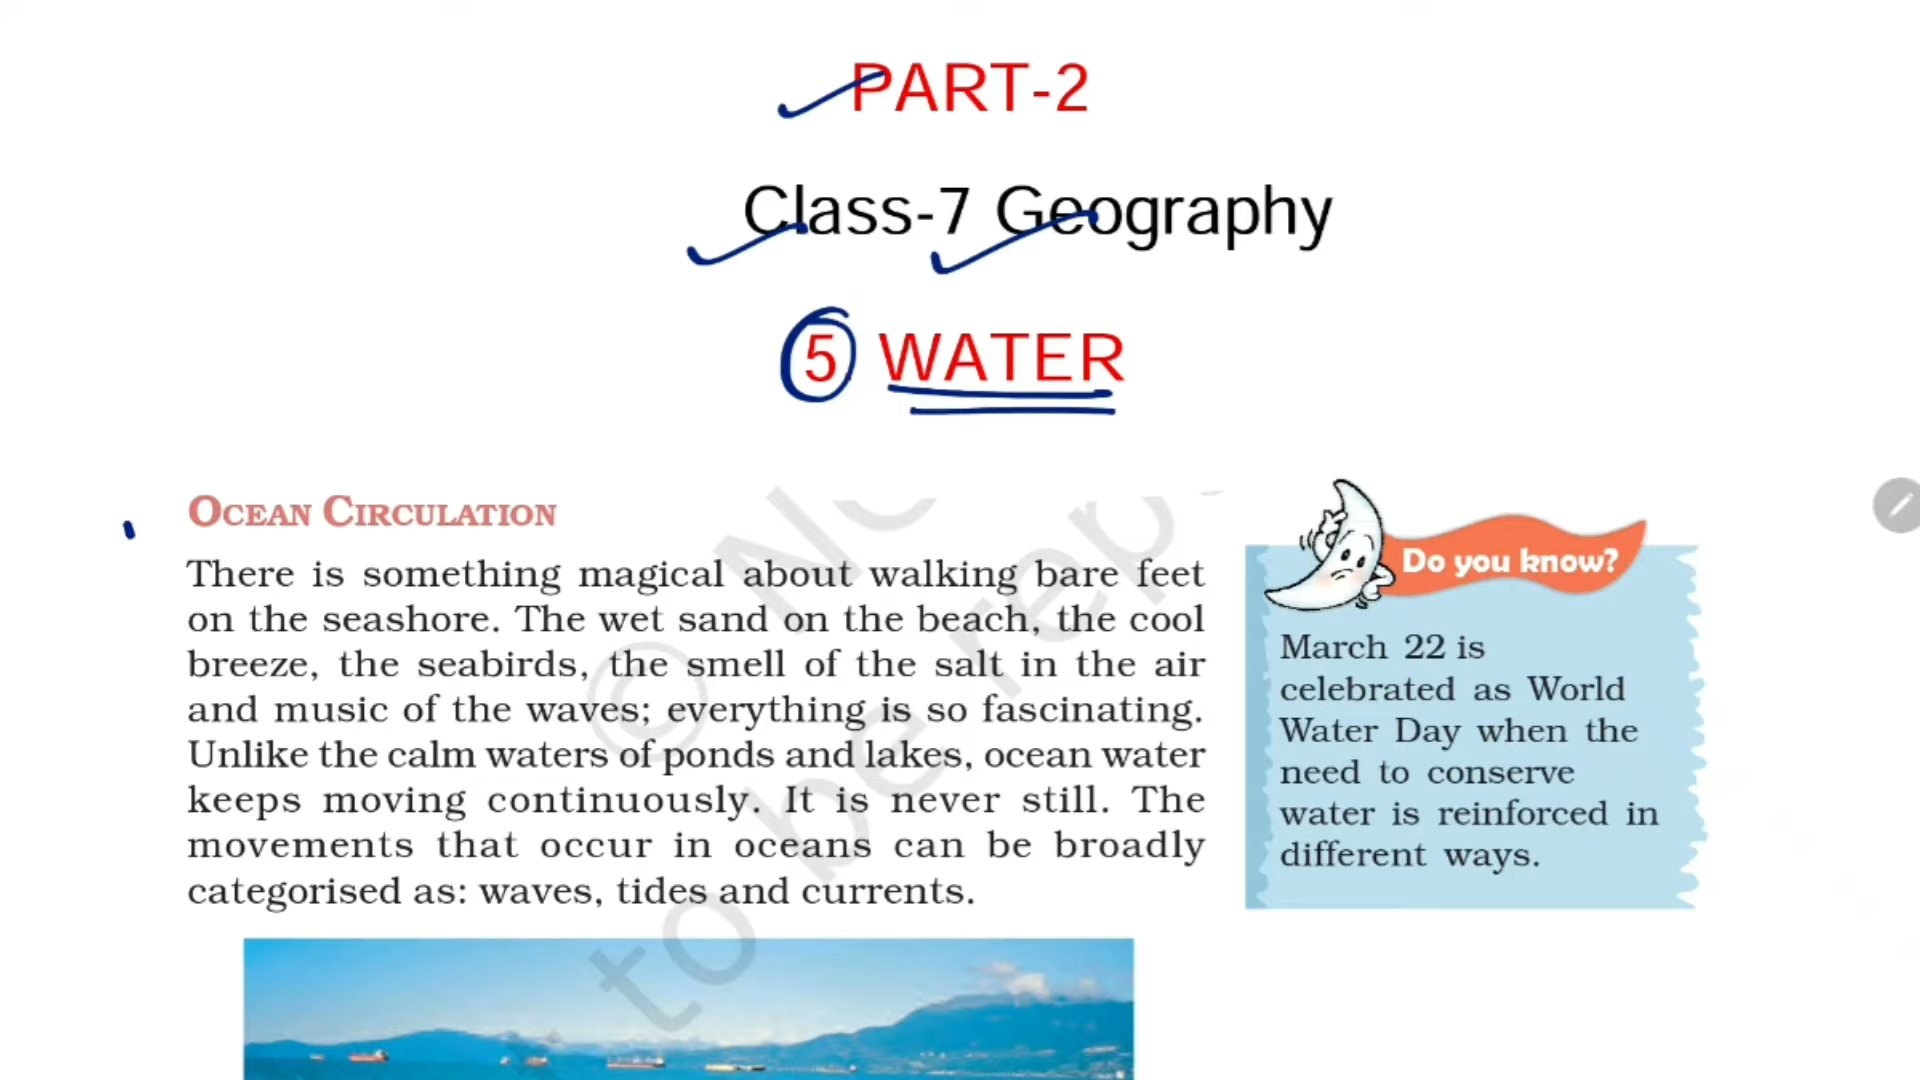 PART-2
Class-7 Geography
5 WATER
OCEAN CIRCULATION
There is something magical about walking bare feet
on the seashore. The wet sand on the beach, the cool
breeze, the seabirds, the smell of the salt in the air
and music of the waves; everything is so fascinating.
Unlike the calm waters of ponds and lakes, ocean water
keeps moving continuously. It is never still. The
movements that occur in oceans can be broadly
categorised as: waves, tides and currents.
Do you know?
March 22 is
celebrated as World
Water Day when the
need to conserve
water is reinforced in
different ways.
© N
to be rep